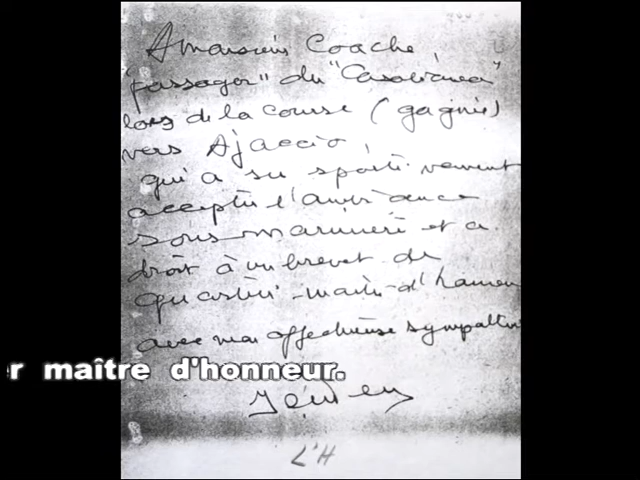 A monsieur Coache
"passager" du "Casabianca"
lors de la course (gagnée)
vers Ajaccio,
qui a su sportivement
accepter l'ambiance
sous-marinière et a
droit à un brevet de
quartier-maître d'honneur
avec mon affectueuse sympathie
r maître d'honneur.
L'H